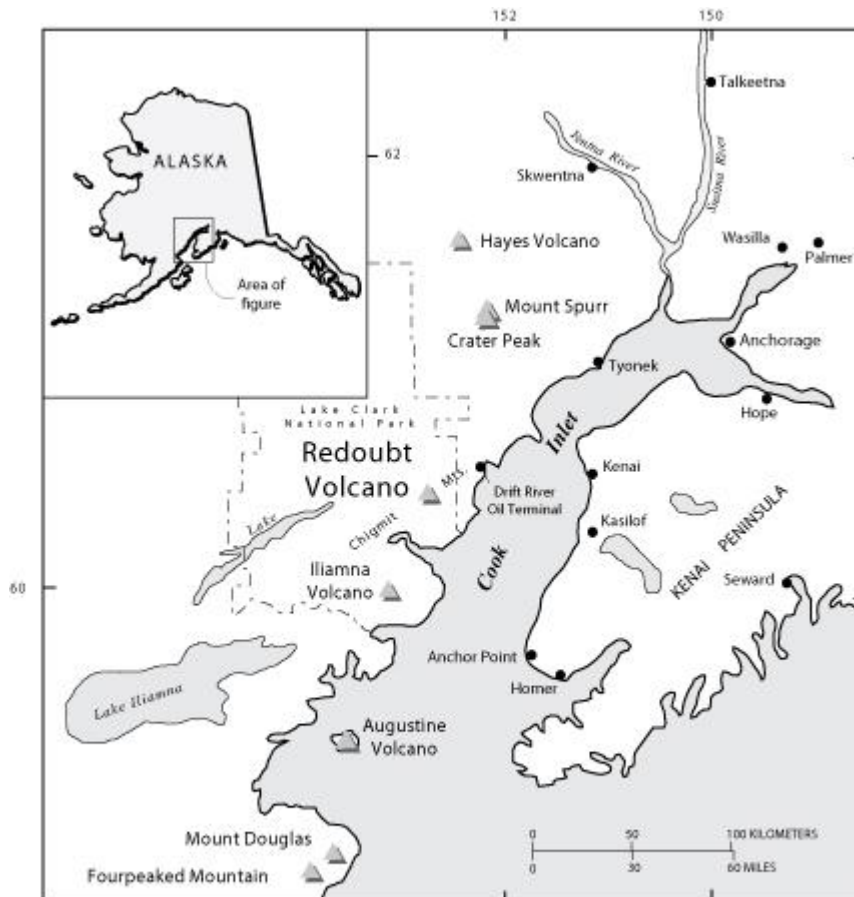 152
150
Talkeetna
ALASKA
62
Yentna River
Susitna River
Skwentna
Wasilla
Palmer
Hayes Volcano
Area of
figure
Mount Spurr
Crater Peak
Anchorage
Tyonek
Hope
Lake Clark
National Park
Redoubt
Volcano
Inlet
Mts.
Kenai
Drift River
Oil Terminal
Chigmit
Lake
Kasilof
KENAI PENINSULA
Cook
Iliamna
Volcano
60
Seward
Anchor Point
Homer
Lake Iliamna
Augustine
Volcano
Mount Douglas
Fourpeaked Mountain
0 50 100 KILOMETERS
0 30 60 MILES